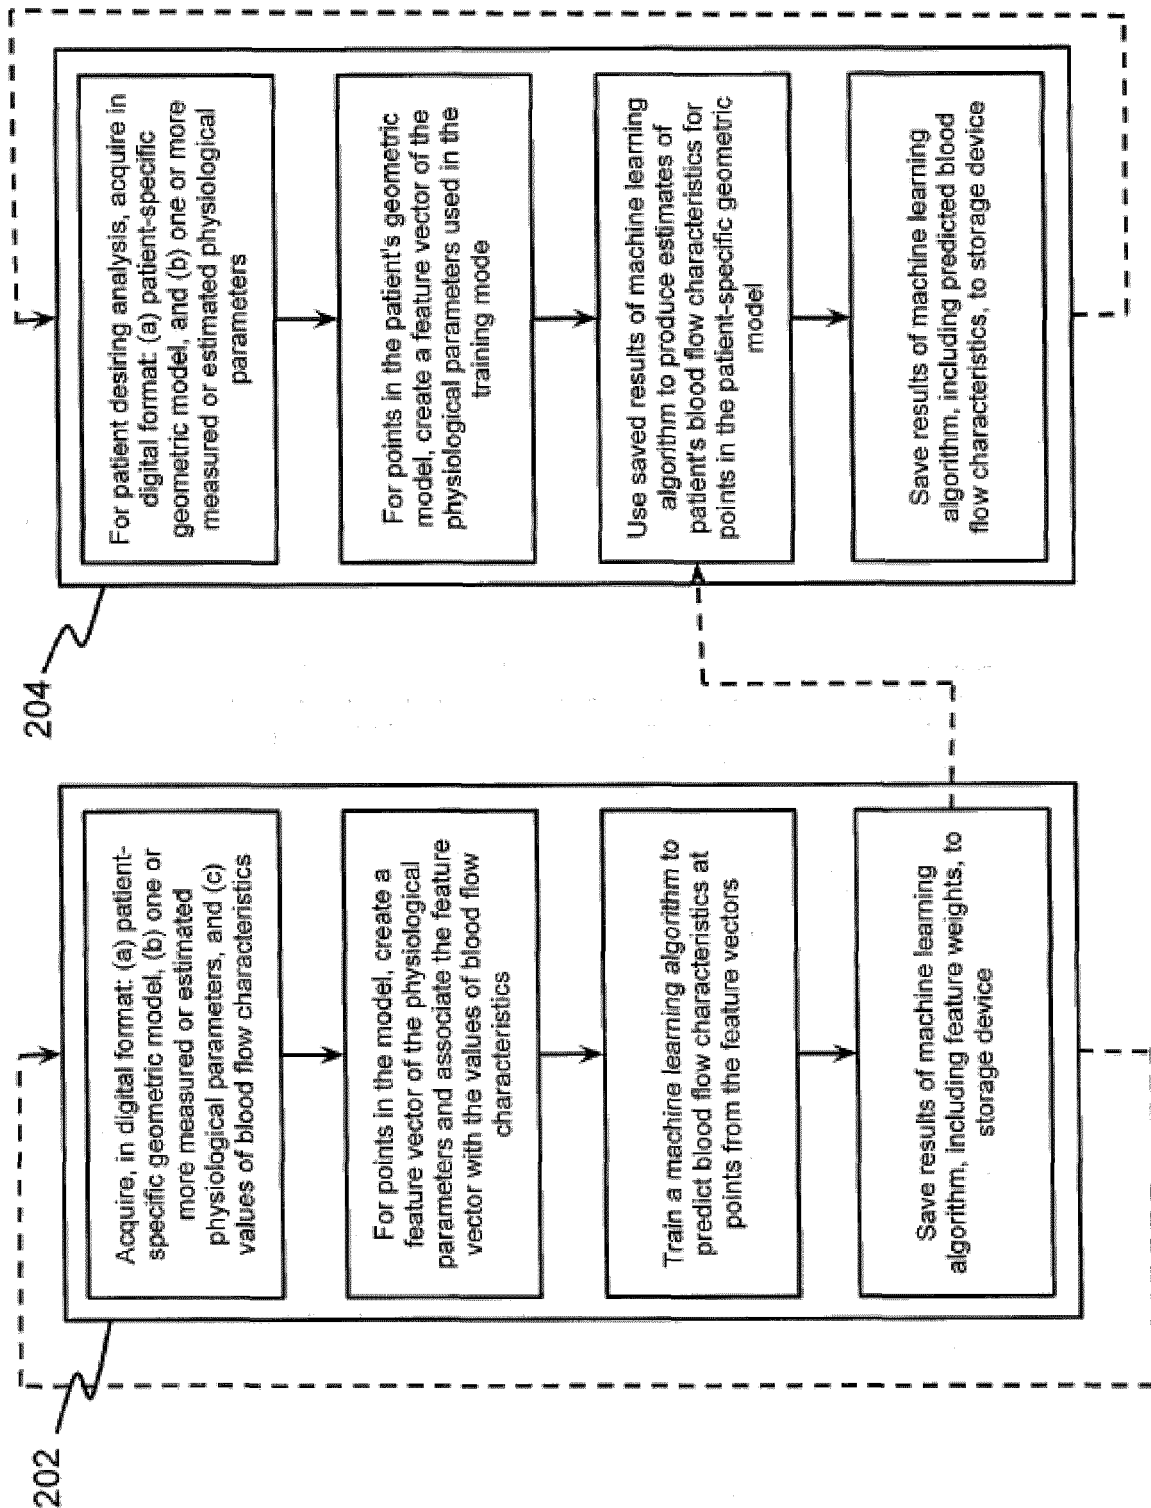 202
Acquire, in digital format: (a) patient-
specific geometric model, (b) one or
more measured or estimated
physiological parameters, and (c)
values of blood flow characteristics
For points in the model, create a
feature vector of the physiological
parameters and associate the feature
vector with the values of blood flow
characteristics
Train a machine learning algorithm to
predict blood flow characteristics at
points from the feature vectors
Save results of machine learning
algorithm, including feature weights, to
storage device
204
For patient desiring analysis, acquire in
digital format: (a) patient-specific
geometric model, and (b) one or more
measured or estimated physiological
parameters
For points in the patient's geometric
model, create a feature vector of the
physiological parameters used in the
training mode
Use saved results of machine learning
algorithm to produce estimates of
patient's blood flow characteristics for
points in the patient-specific geometric
model
Save results of machine learning
algorithm, including predicted blood
flow characteristics, to storage device